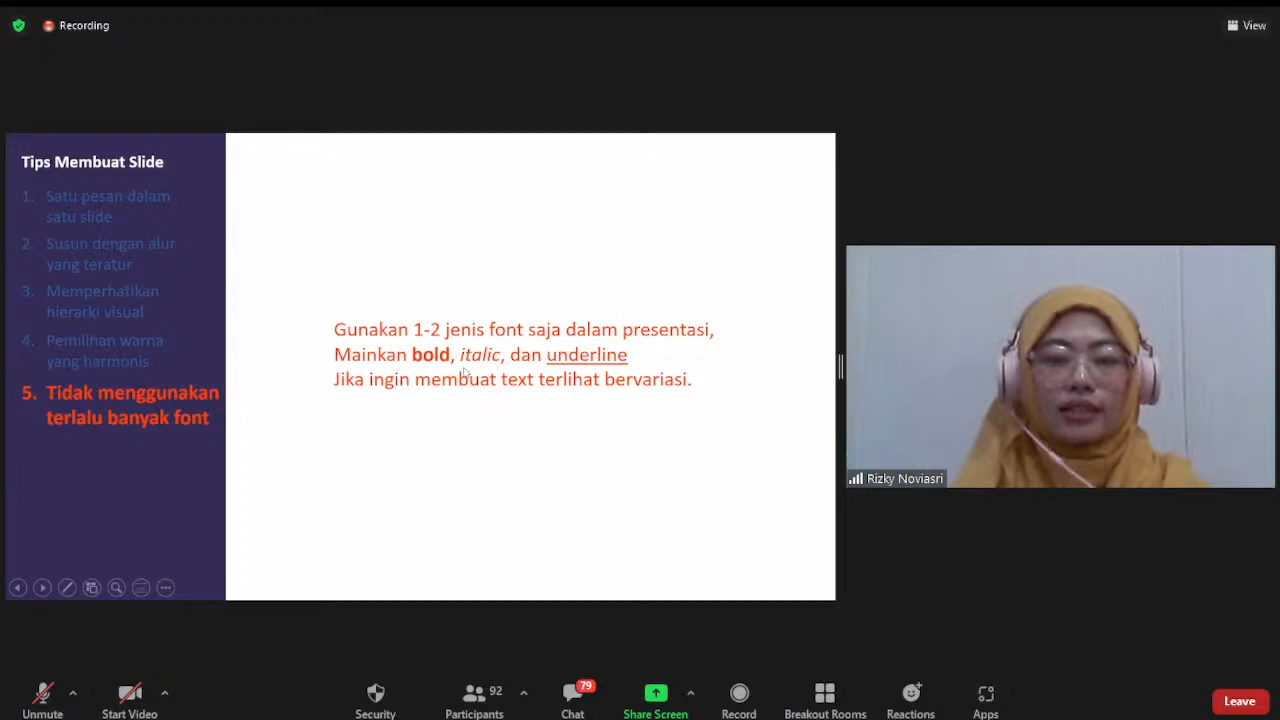 Recording
View
Tips Membuat Slide
1. Satu pesan dalam
satu slide
2. Susun dengan alur
yang teratur
3. Memperhatikan
hierarki visual
4. Pemilihan warna
yang harmonis
5. Tidak menggunakan
terlalu banyak font
Gunakan 1-2 jenis font saja dalam presentasi,
Mainkan bold, italic, dan underline
Jika ingin membuat text terlihat bervariasi.
Rizky Noviasri
Unmute
Start Video
Security
92
Participants
79
Chat
Share Screen
Record
Breakout Rooms
Reactions
Apps
Leave